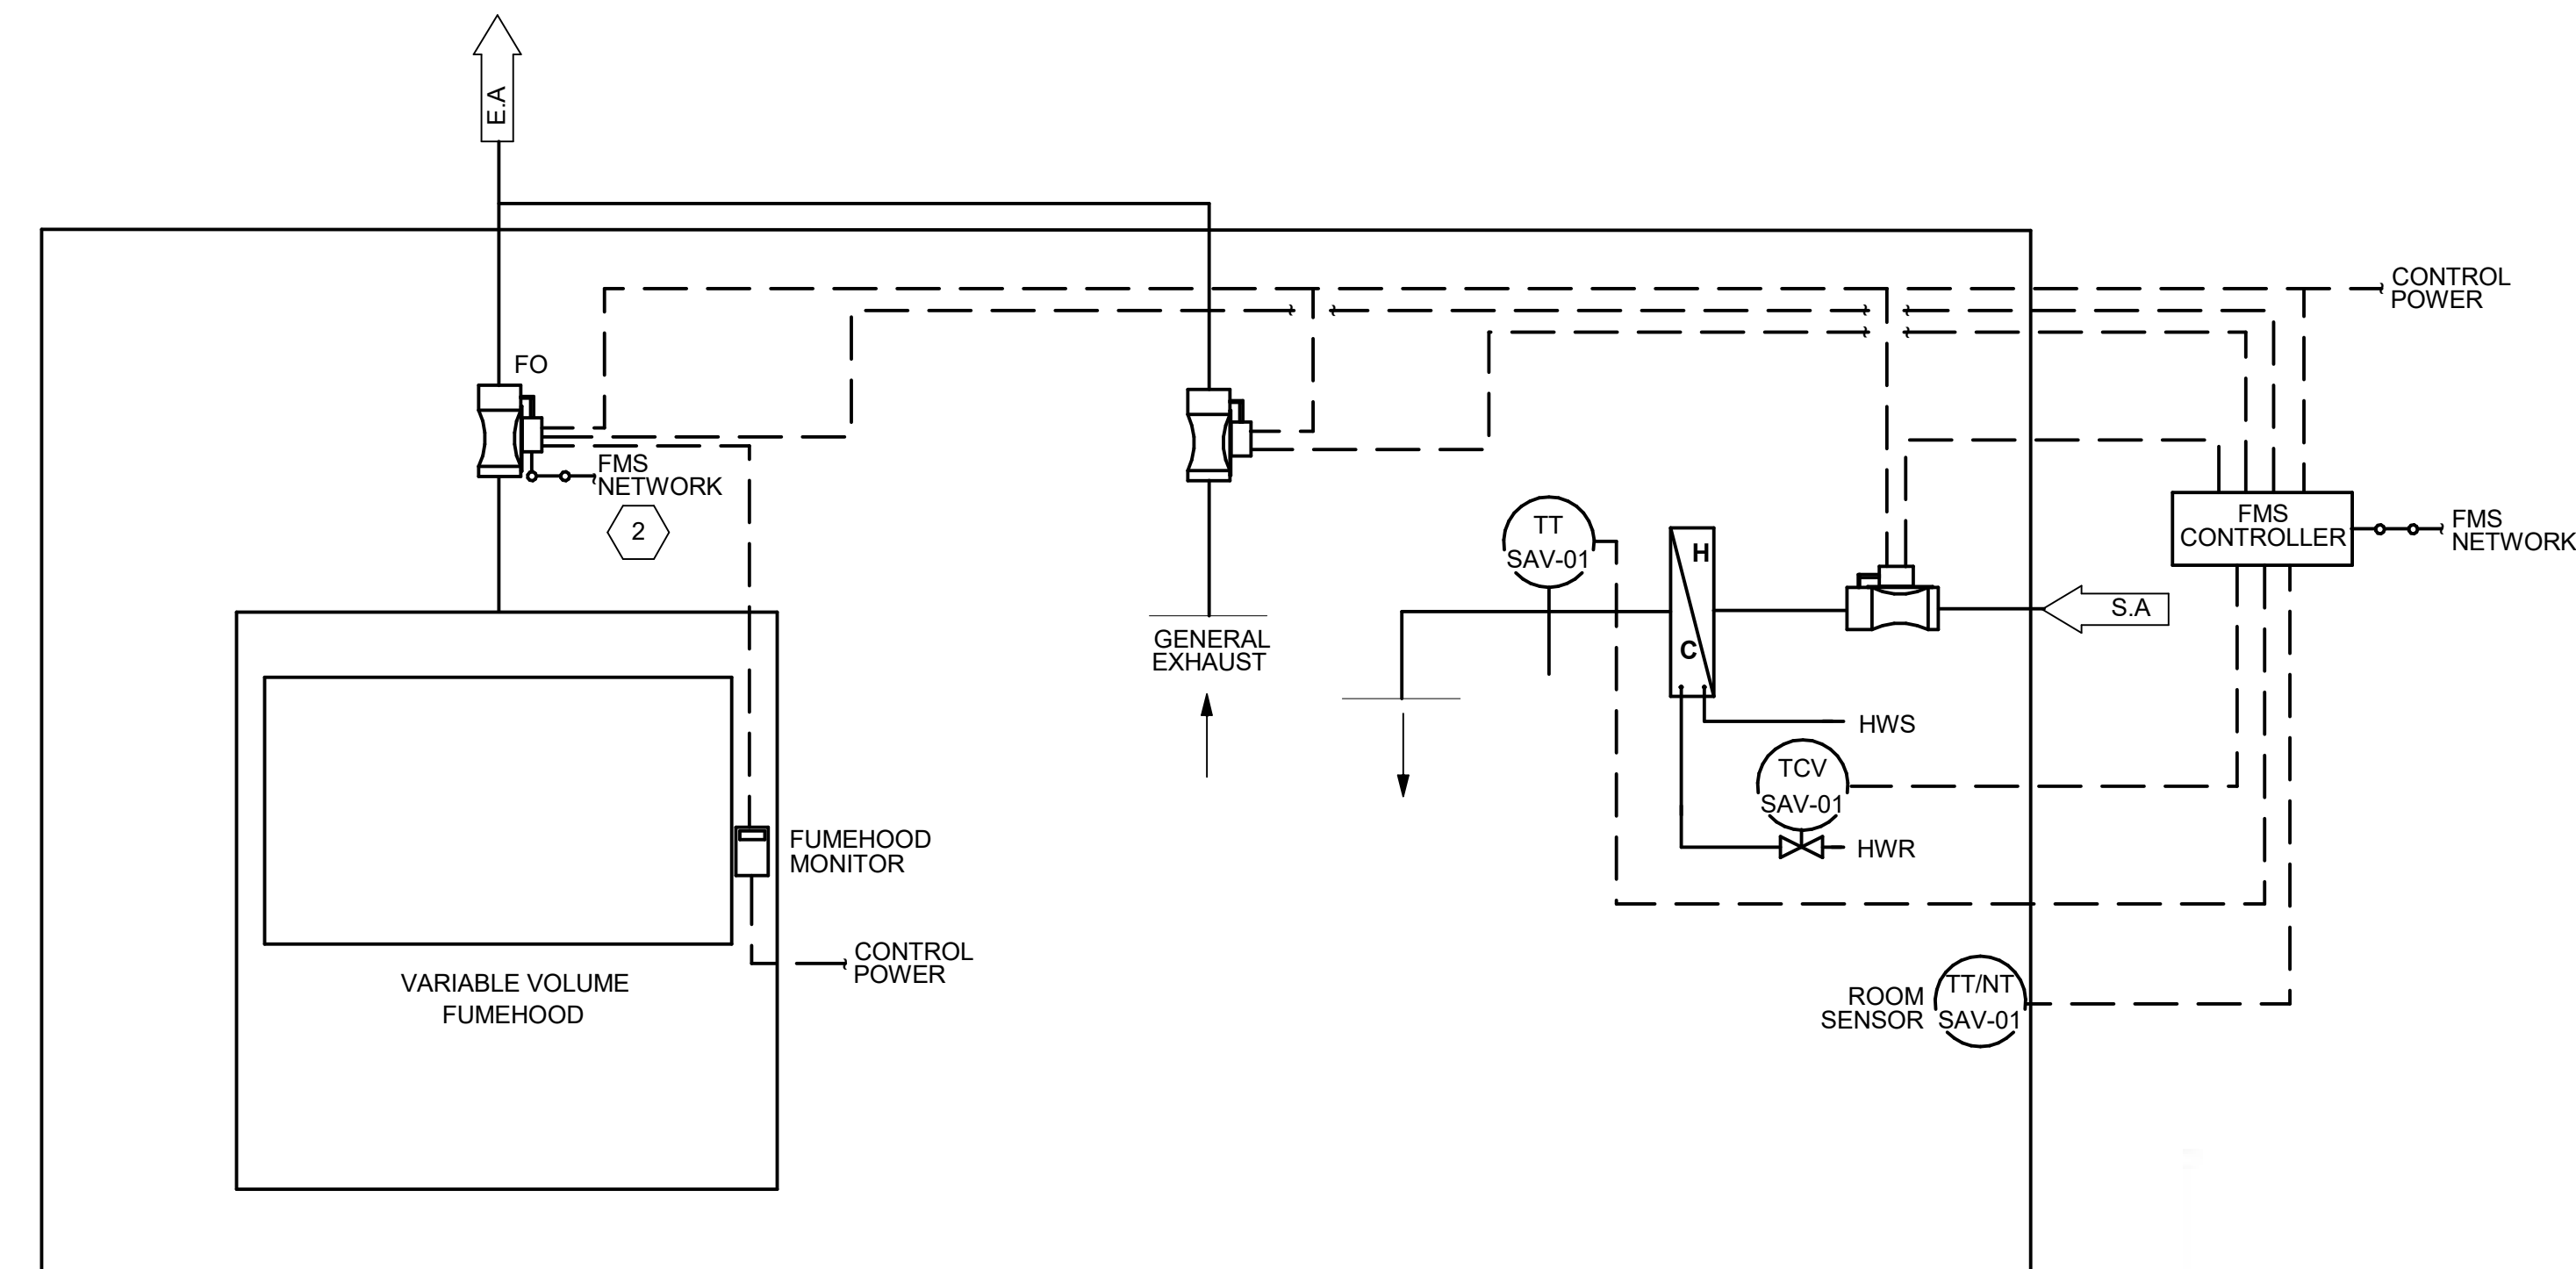 E.A
CONTROL
POWER
FO
FMS
NETWORK
2
TT
SAV-01
H
C
FMS
CONTROLLER
FMS
NETWORK
S.A
GENERAL
EXHAUST
HWS
TCV
SAV-01
HWR
FUMEHOOD
MONITOR
CONTROL
POWER
VARIABLE VOLUME
FUMEHOOD
ROOM
SENSOR
TT/NT
SAV-01